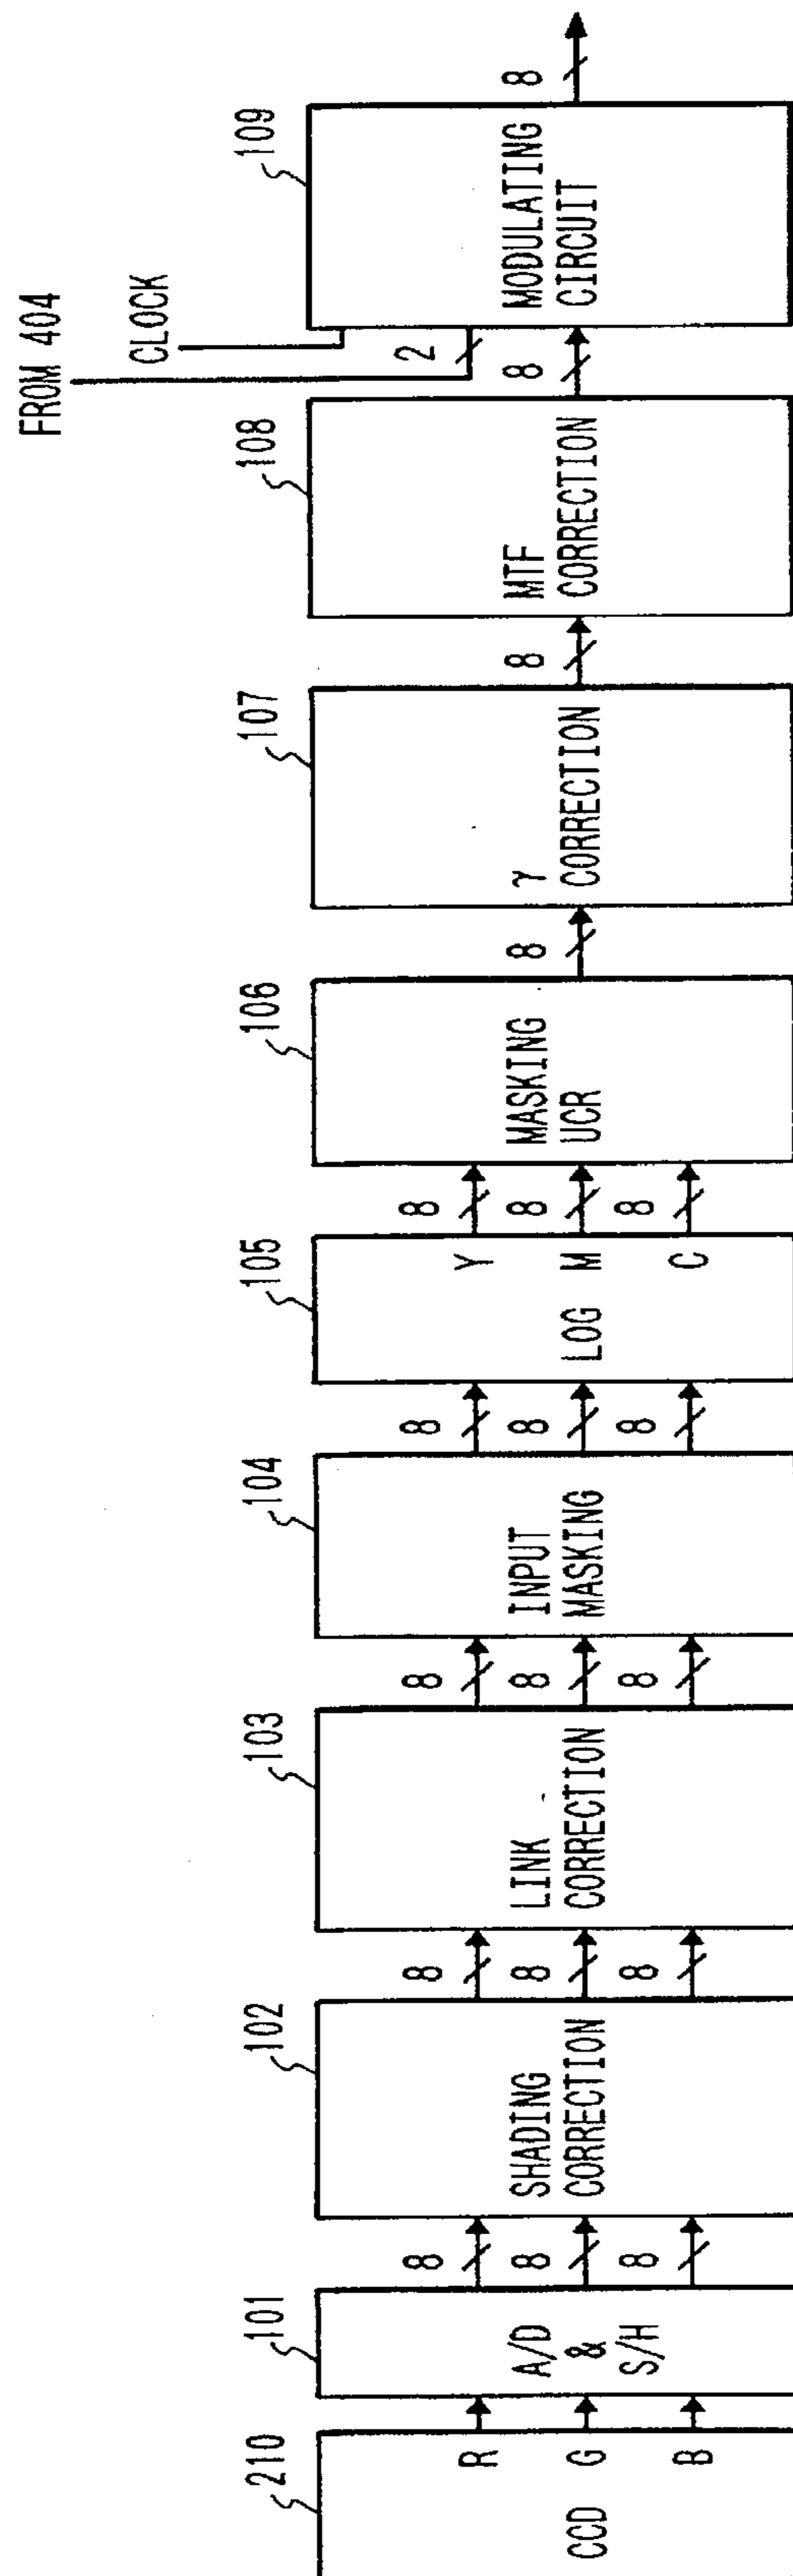 210
CCD
R
G
B
101
A/D
&
S/H
8
8
8
102
SHADING
CORRECTION
8
8
8
103
LINK
CORRECTION
8
8
8
104
INPUT
MASKING
8
8
8
105
LOG
Y
M
C
8
8
8
106
MASKING
UCR
8
107
γ
CORRECTION
8
108
MTF
CORRECTION
8
FROM 404
2
CLOCK
109
MODULATING
CIRCUIT
8